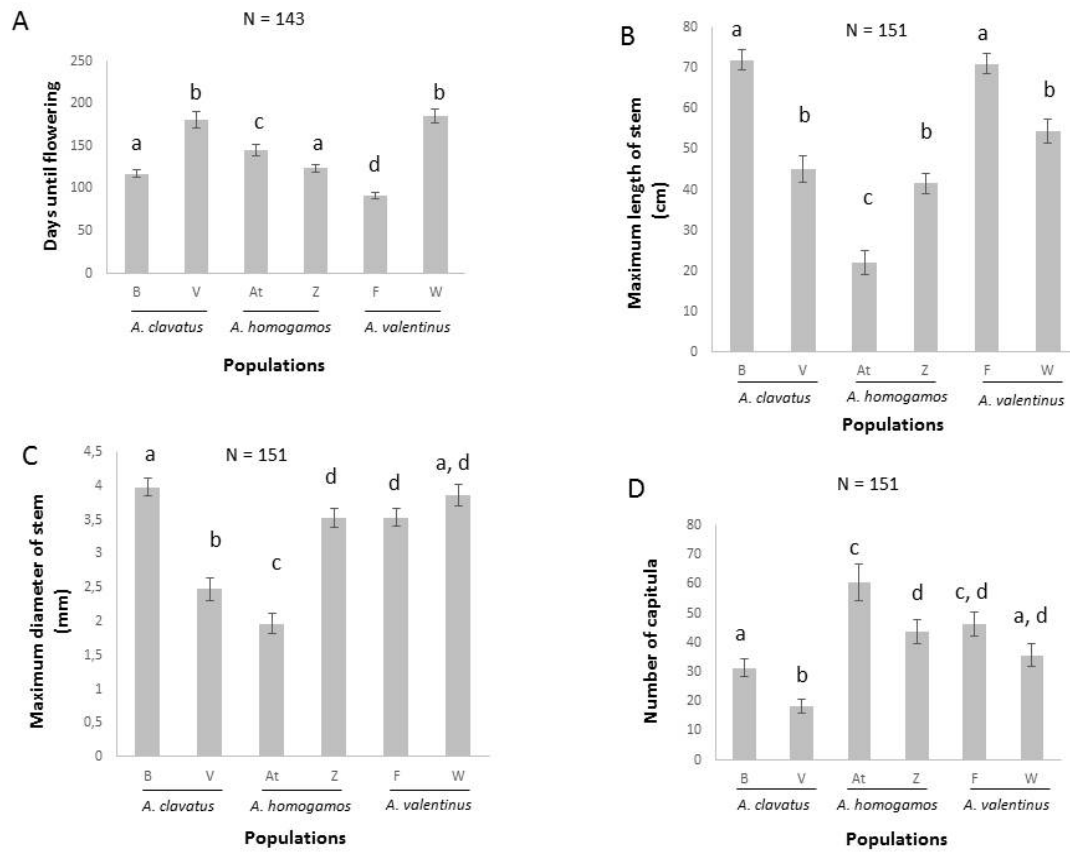 A
N = 143
Days until flowering
250
200
150
100
50
0
a
b
c
a
d
b
B V At Z F W
A. clavatus A. homogamos A. valentinus
Populations
B
N = 151
Maximum length of stem
(cm)
80
70
60
50
40
30
20
10
0
a
b
c
b
a
b
B V At Z F W
A. clavatus A. homogamos A. valentinus
Populations
C
N = 151
Maximum diameter of stem
(mm)
4,5
4
3,5
3
2,5
2
1,5
1
0,5
0
a
b
c
d
d
a, d
B V At Z F W
A. clavatus A. homogamos A. valentinus
Populations
D
N = 151
Number of capitula
80
70
60
50
40
30
20
10
0
a
b
c
d
c, d
a, d
B V At Z F W
A. clavatus A. homogamos A. valentinus
Populations